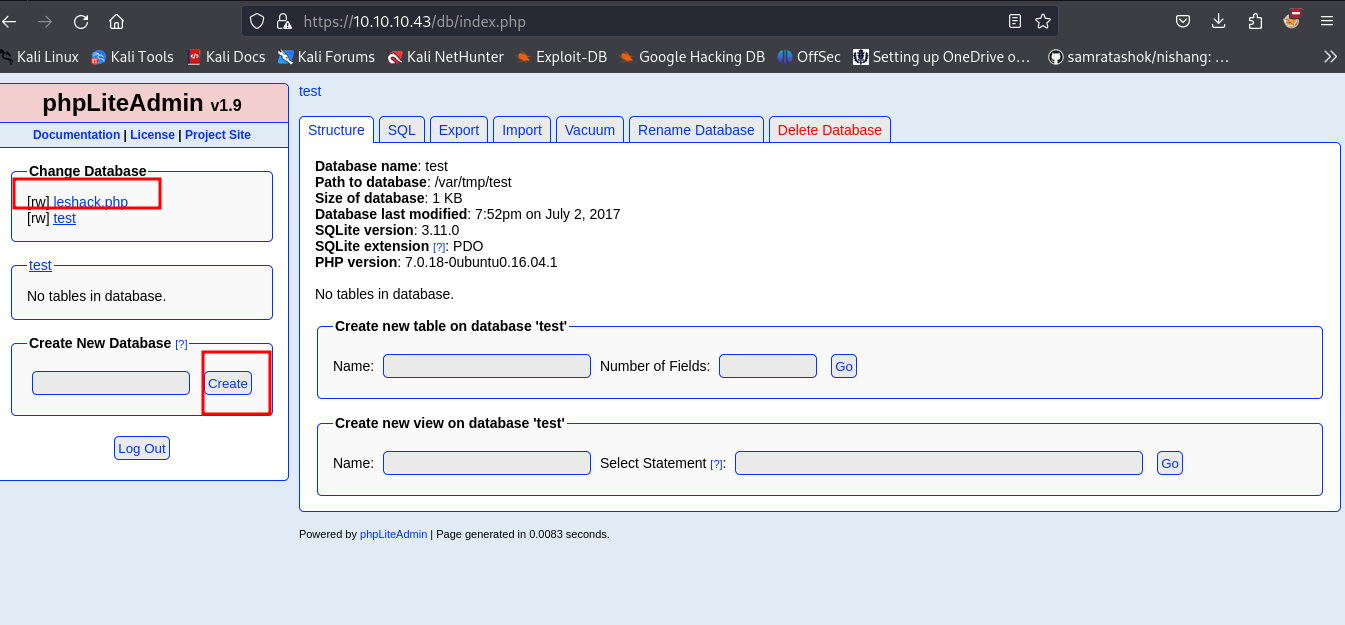 https://10.10.10.43/db/index.php
Kali Linux Kali Tools Kali Docs Kali Forums Kali NetHunter Exploit-DB Google Hacking DB OffSec Setting up OneDrive o… samratashok/nishang: …
phpLiteAdmin v1.9
Documentation | License | Project Site
Change Database
[rw] leshack.php
[rw] test
test
No tables in database.
Create New Database [?]
Create
Log Out
test
Structure SQL Export Import Vacuum Rename Database Delete Database
Database name: test
Path to database: /var/tmp/test
Size of database: 1 KB
Database last modified: 7:52pm on July 2, 2017
SQLite version: 3.11.0
SQLite extension [?]: PDO
PHP version: 7.0.18-0ubuntu0.16.04.1
No tables in database.
Create new table on database 'test'
Name: Number of Fields: Go
Create new view on database 'test'
Name: Select Statement [?]: Go
Powered by phpLiteAdmin | Page generated in 0.0083 seconds.